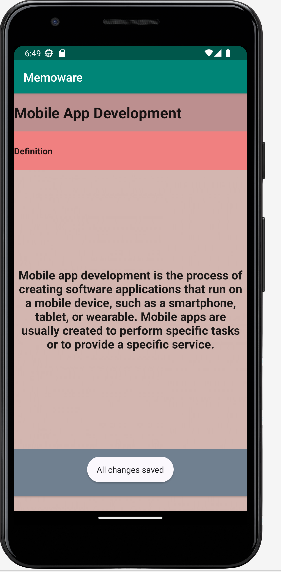 6:49
Memoware
Mobile App Development
Definition
Mobile app development is the process of
creating software applications that run on
a mobile device, such as a smartphone,
tablet, or wearable. Mobile apps are
usually created to perform specific tasks
or to provide a specific service.
All changes saved